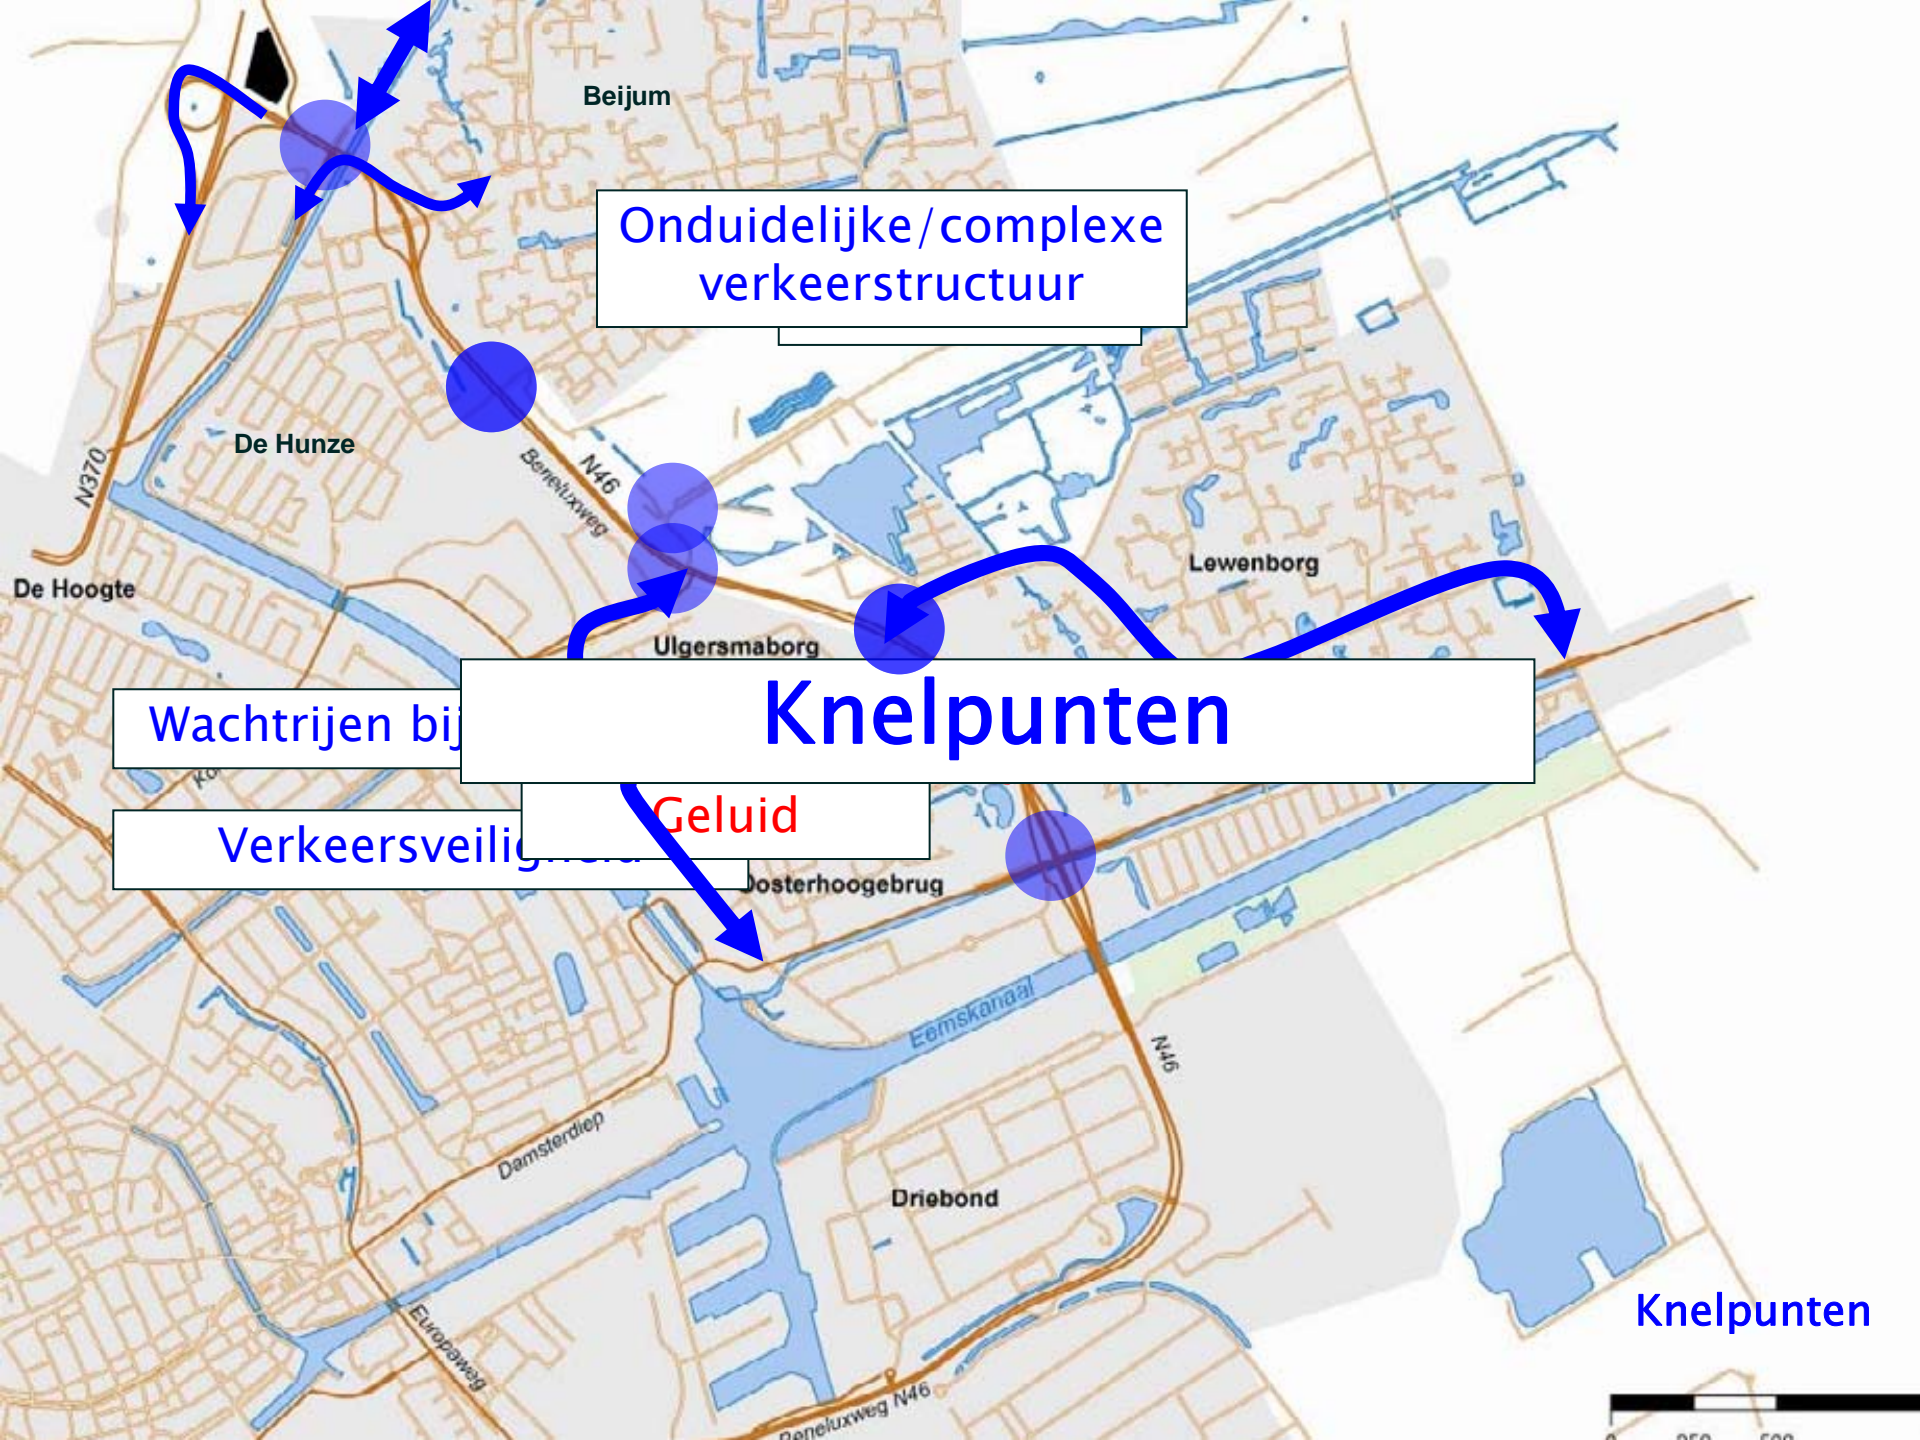 Beijum
Onduidelijke/complexe
verkeerstructuur
De Hunze
N370
N46
Beneluxweg
Lewenborg
De Hoogte
Ulgersmaborg
Knelpunten
Wachtrijen bij
Geluid
Verkeersveiligheid
Oosterhoogebrug
Eemskanaal
N46
Damsterdiep
Driebond
Europaweg
Knelpunten
Beneluxweg N46